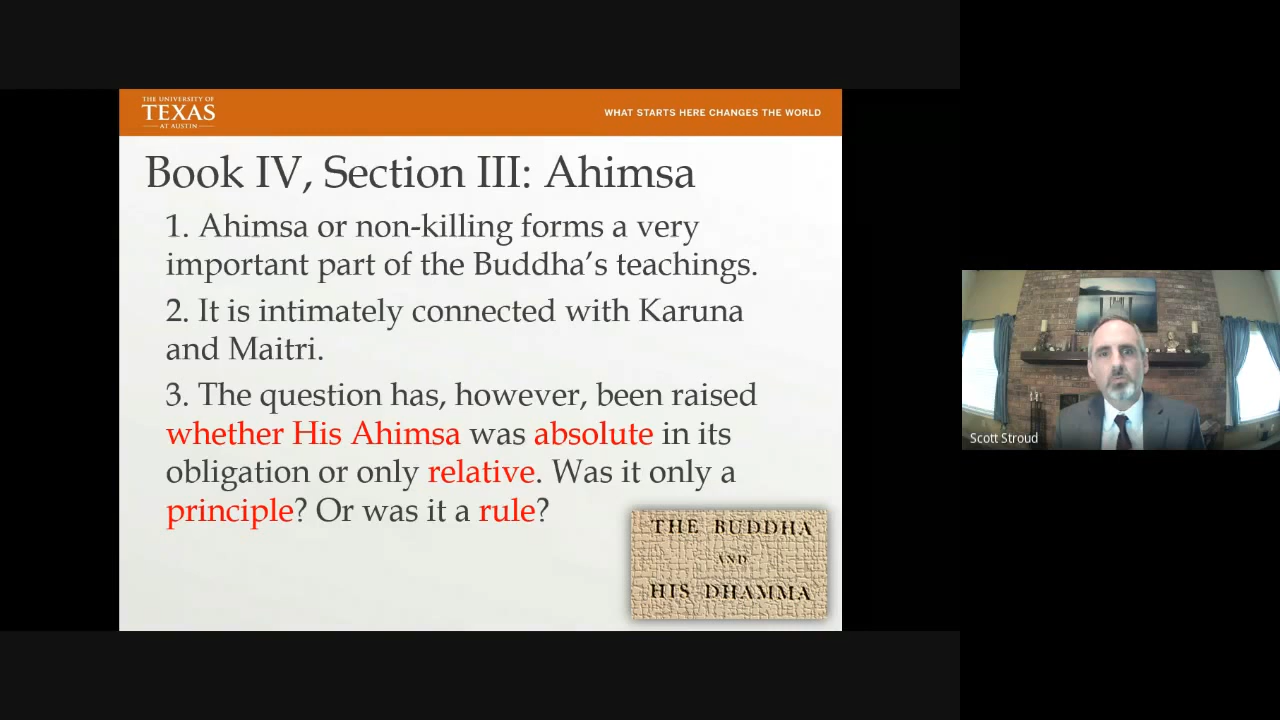 THE UNIVERSITY OF
TEXAS
AT AUSTIN
WHAT STARTS HERE CHANGES THE WORLD
Book IV, Section III: Ahimsa
1. Ahimsa or non-killing forms a very
important part of the Buddha’s teachings.
2. It is intimately connected with Karuna
and Maitri.
3. The question has, however, been raised
whether His Ahimsa was absolute in its
obligation or only relative. Was it only a
principle? Or was it a rule?
THE BUDDHA
AND
HIS DHAMMA
Scott Stroud